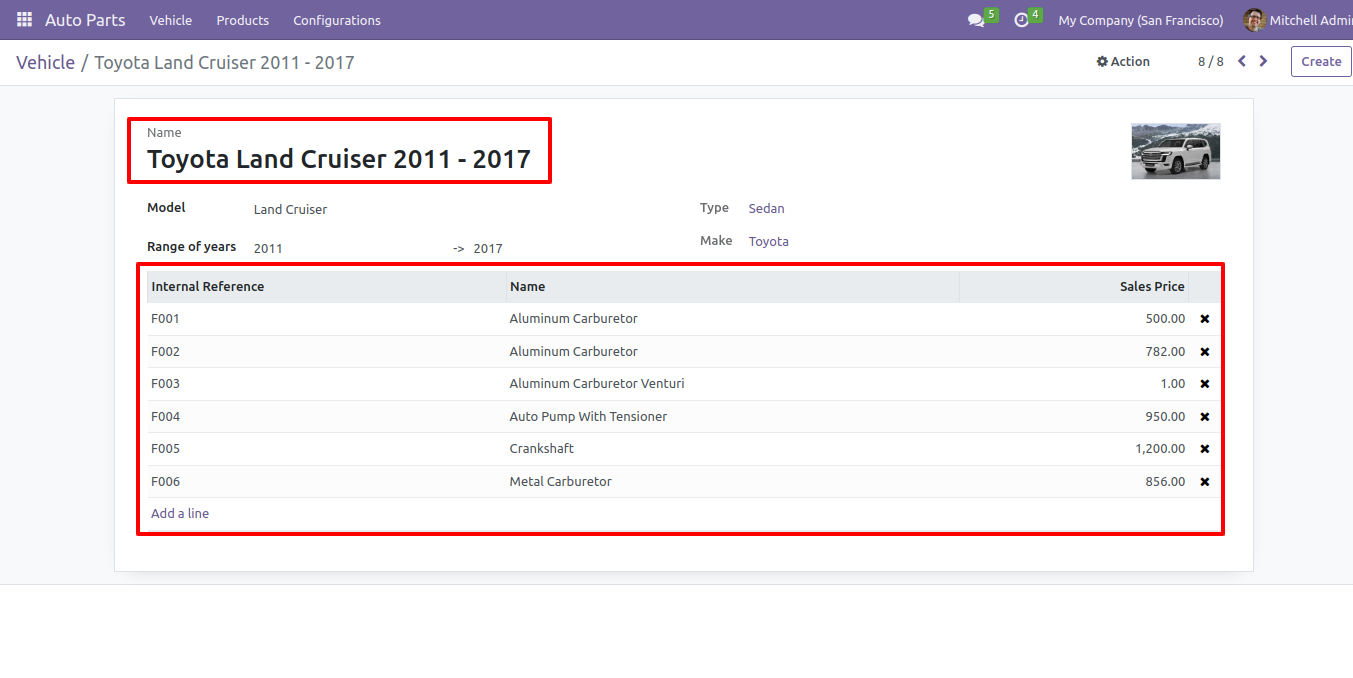 Auto Parts Vehicle Products Configurations 5 4 My Company (San Francisco) Mitchell Admi
Vehicle / Toyota Land Cruiser 2011 - 2017 Action 8 / 8 Create
Name
Toyota Land Cruiser 2011 - 2017
Model Land Cruiser Type Sedan
Make Toyota
Range of years 2011 -> 2017
Internal Reference Name Sales Price
F001 Aluminum Carburetor 500.00
F002 Aluminum Carburetor 782.00
F003 Aluminum Carburetor Venturi 1.00
F004 Auto Pump With Tensioner 950.00
F005 Crankshaft 1,200.00
F006 Metal Carburetor 856.00
Add a line